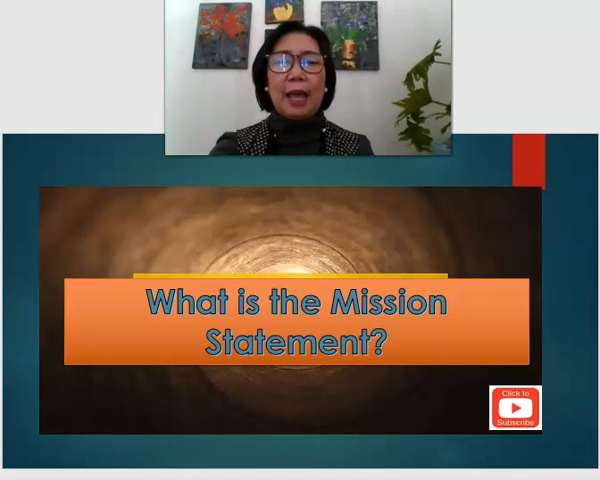 What is the Mission
Statement?
Click to
Subscribe